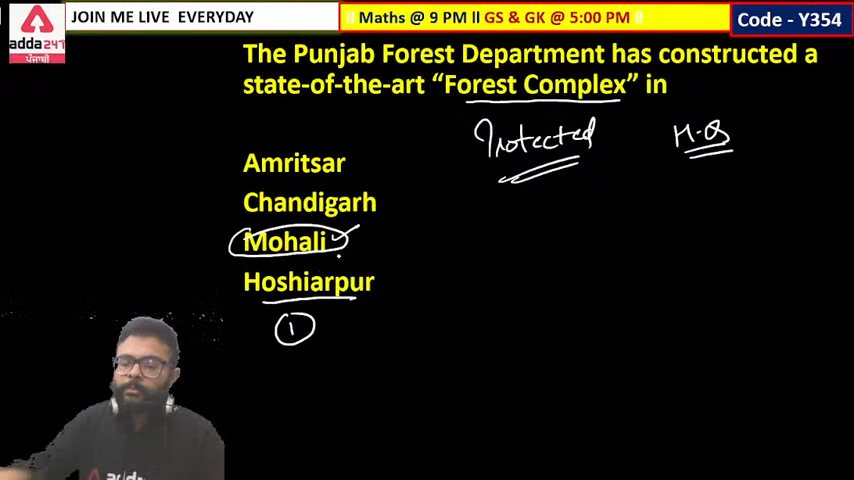 JOIN ME LIVE EVERYDAY
|| Maths @ 9 PM || GS & GK @ 5:00 PM ||
Code - Y354
adda247
ਪੰਜਾਬੀ
The Punjab Forest Department has constructed a
state-of-the-art “Forest Complex” in
Protected
H.Q
Amritsar
Chandigarh
Mohali
Hoshiarpur
1